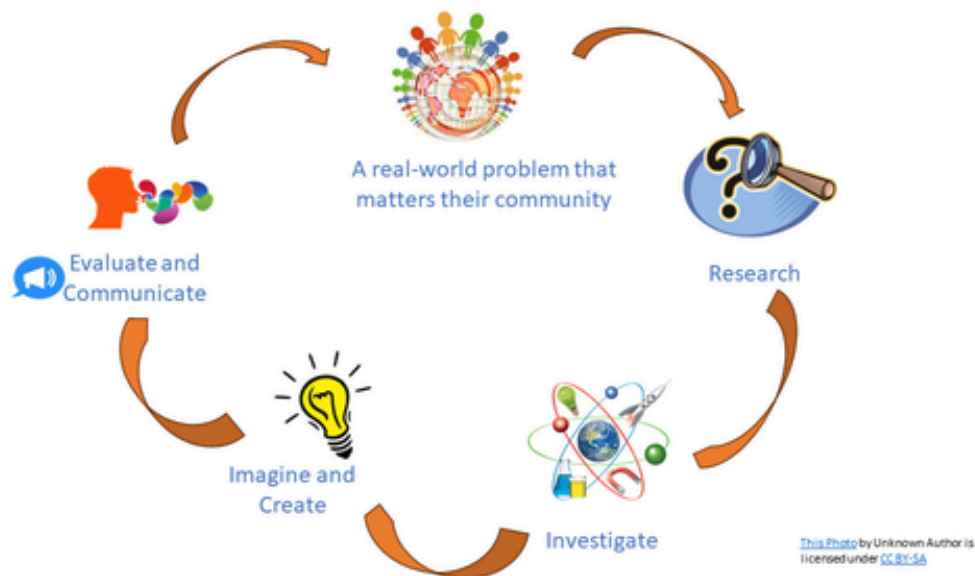 A real-world problem that
matters their community
Research
Investigate
Imagine and
Create
Evaluate and
Communicate
This Photo by Unknown Author is
licensed under CC BY-SA